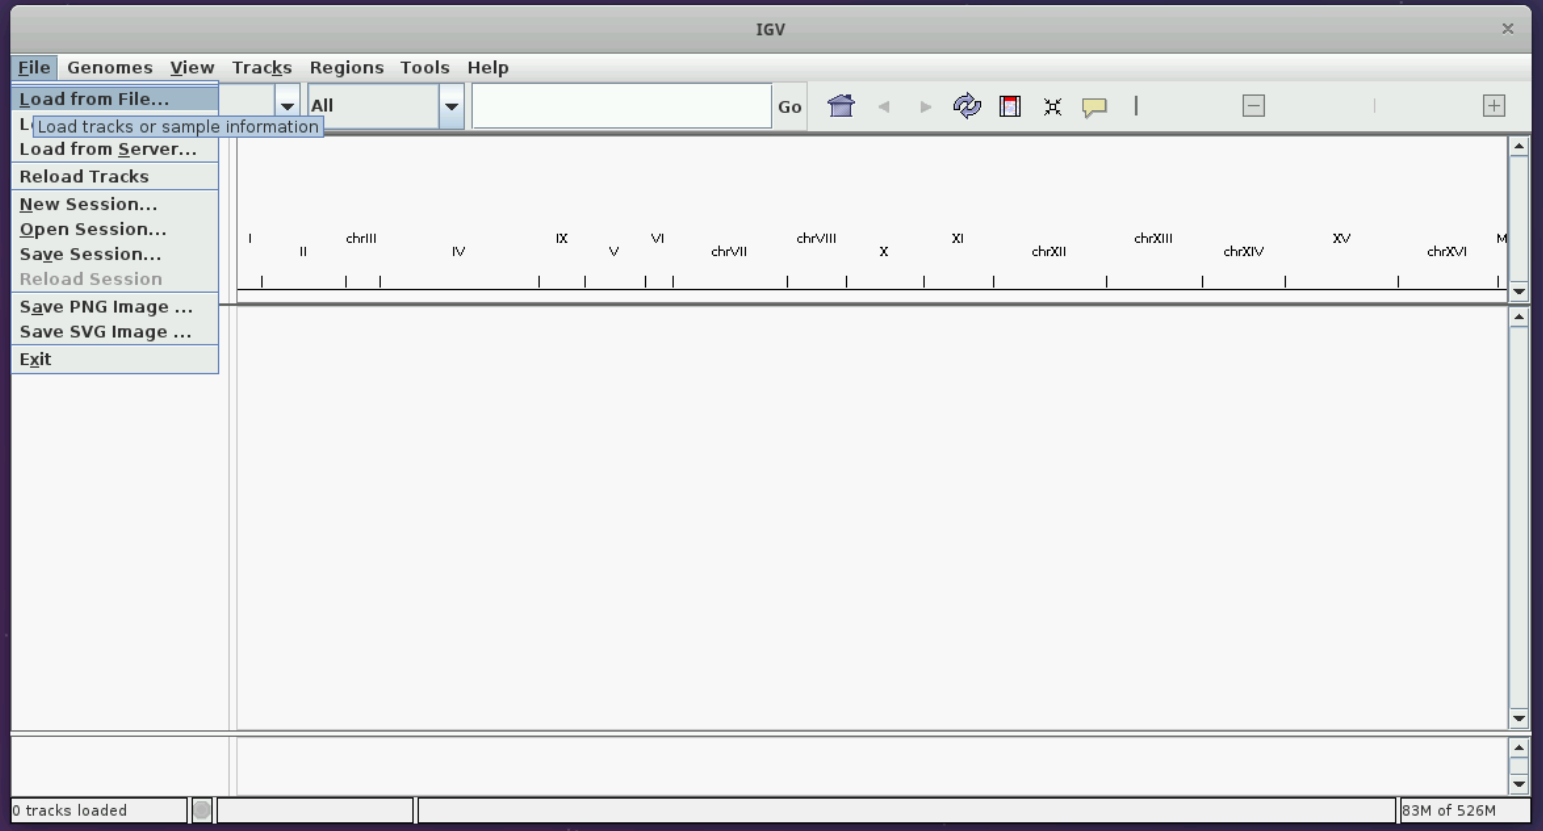 IGV
File Genomes View Tracks Regions Tools Help
Load from File...
All
Go
Load tracks or sample information
Load from Server...
Reload Tracks
New Session...
Open Session...
Save Session...
Reload Session
Save PNG Image ...
Save SVG Image ...
Exit
I II chrIII IV IX V VI chrVII chrVIII X XI chrXII chrXIII chrXIV XV chrXVI M
0 tracks loaded
83M of 526M